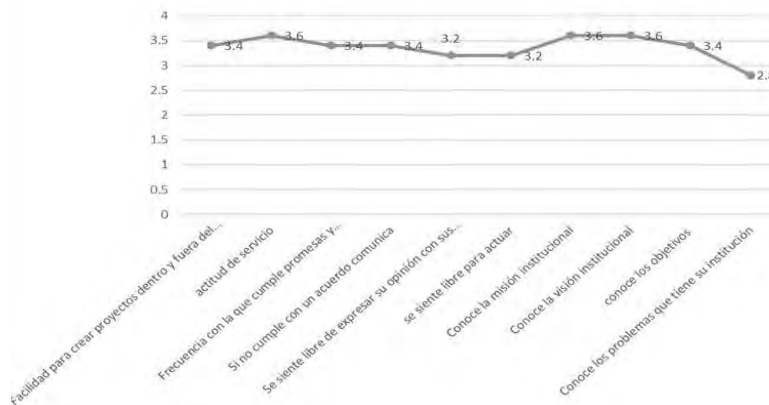 4
3.5
3
2.5
2
1.5
1
0.5
0
3.4
3.6
3.4
3.4
3.2
3.2
3.6
3.6
3.4
2.8
Facilidad para crear proyectos dentro y fuera del...
actitud de servicio
Frecuencia con la que cumple promesas y...
Si no cumple con un acuerdo comunica
Se siente libre de expresar su opinión con sus...
se siente libre para actuar
Conoce la misión institucional
Conoce la visión institucional
conoce los objetivos
Conoce los problemas que tiene su institución